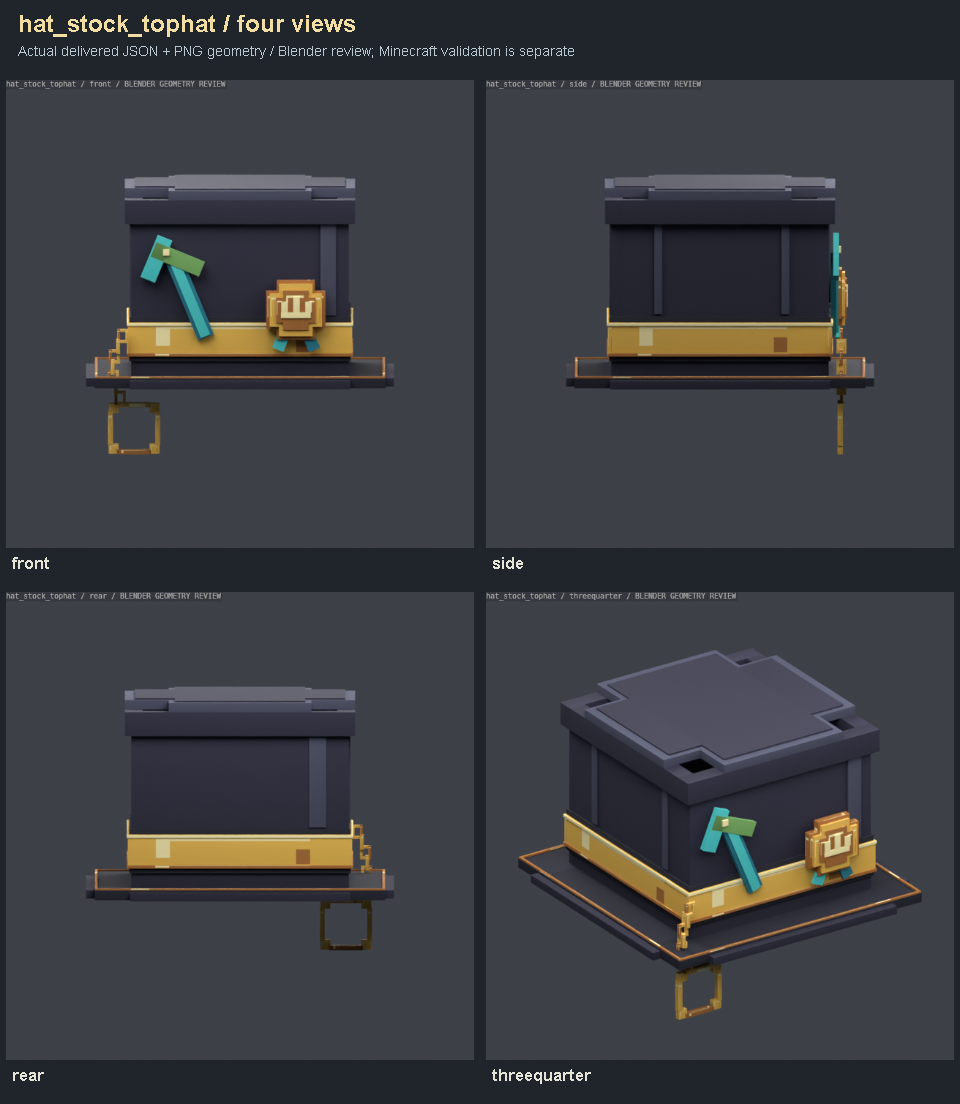 hat_stock_tophat / four views
Actual delivered JSON + PNG geometry / Blender review; Minecraft validation is separate
hat_stock_tophat / front / BLENDER GEOMETRY REVIEW
hat_stock_tophat / side / BLENDER GEOMETRY REVIEW
front
side
hat_stock_tophat / rear / BLENDER GEOMETRY REVIEW
hat_stock_tophat / threequarter / BLENDER GEOMETRY REVIEW
rear
threequarter